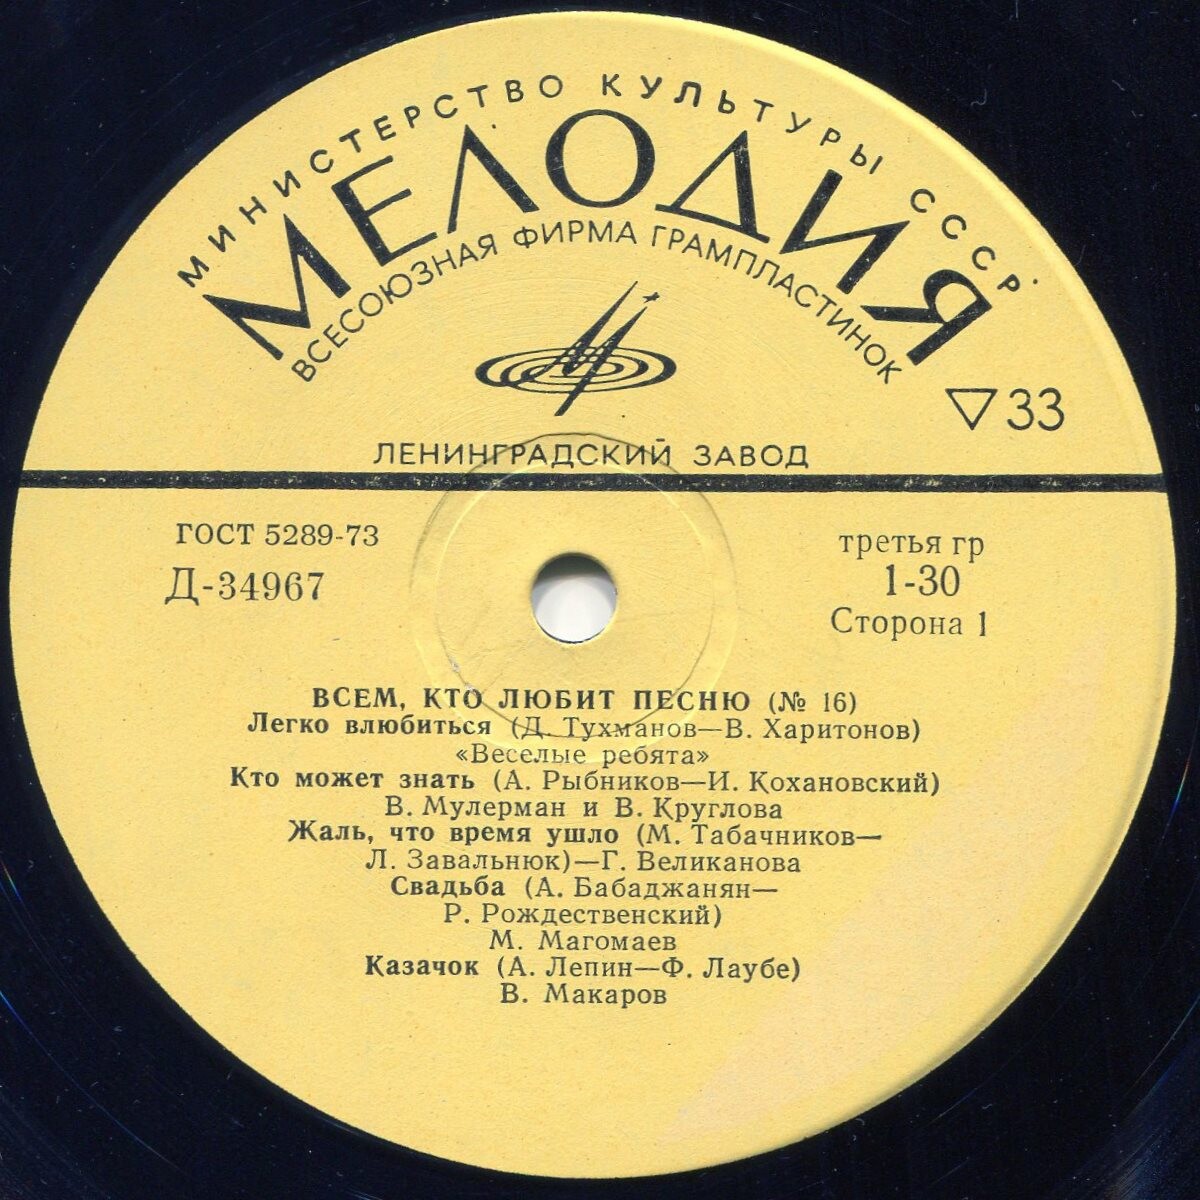 МИНИСТЕРСТВО КУЛЬТУРЫ СССР
МЕЛОДИЯ
ВСЕСОЮЗНАЯ ФИРМА ГРАМПЛАСТИНОК
33
ЛЕНИНГРАДСКИЙ ЗАВОД
ГОСТ 5289-73
третья гр
Д-34967
1-30
Сторона 1
ВСЕМ, КТО ЛЮБИТ ПЕСНЮ (№ 16)
Легко влюбиться (Д. Тухманов—В. Харитонов)
«Веселые ребята»
Кто может знать (А. Рыбников—И. Кохановский)
В. Мулерман и В. Круглова
Жаль, что время ушло (М. Табачников—
Л. Завальнюк)—Г. Великанова
Свадьба (А. Бабаджанян—
Р. Рождественский)
М. Магомаев
Казачок (А. Лепин—Ф. Лаубе)
В. Макаров